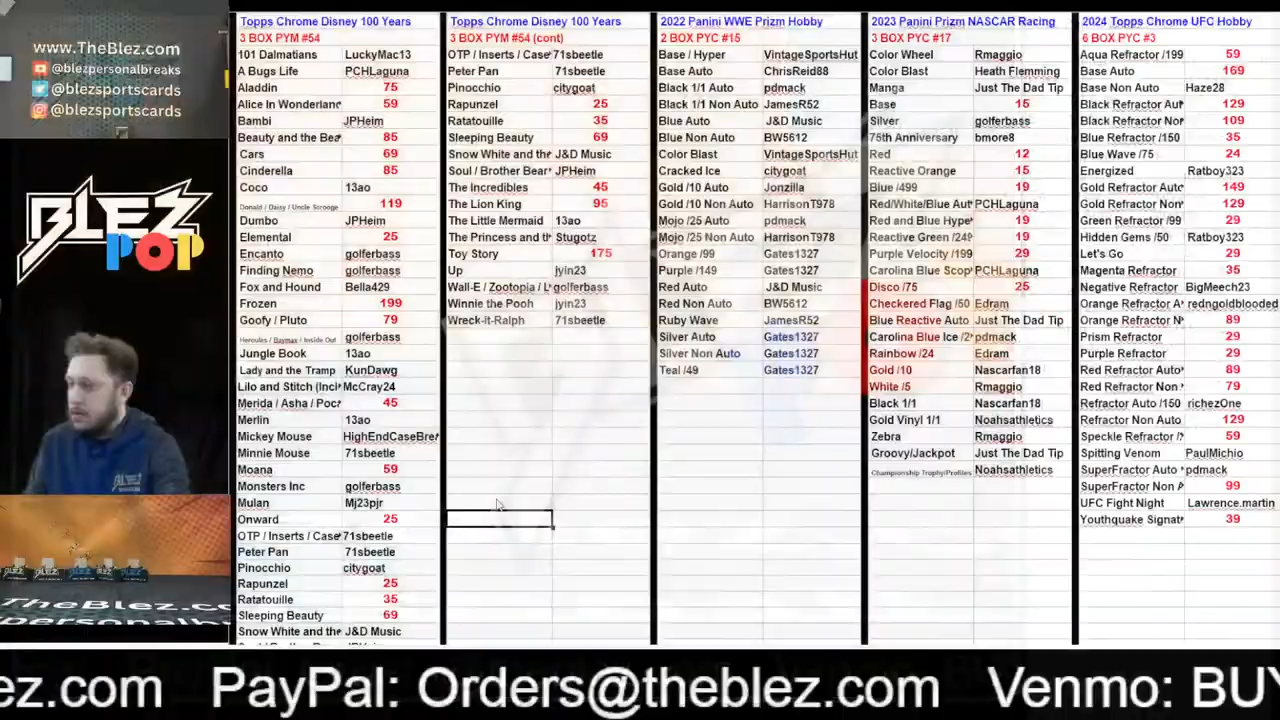 www.TheBlez.com
@blezpersonalbreaks
@blezsportscards
BLEZ
POP
TheBlez.co
Topps Chrome Disney 100 Years
3 BOX PYM #54
101 Dalmatians LuckyMac13
A Bugs Life PCHLaguna
Aladdin 75
Alice In Wonderland 59
Bambi JPHeim
Beauty and the Bea 85
Cars 69
Cinderella 85
Coco 13ao
Donald / Daisy / Uncle Scrooge 119
Dumbo JPHeim
Elemental 25
Encanto golferbass
Finding Nemo golferbass
Fox and Hound Bella429
Frozen 199
Goofy / Pluto 79
Hercules / Baymax / Inside Out golferbass
Jungle Book 13ao
Lady and the Tramp KunDawg
Lilo and Stitch (Inci McCray24
Merida / Asha / Poca 45
Merlin 13ao
Mickey Mouse HighEndCaseBre
Minnie Mouse 71sbeetle
Moana 59
Monsters Inc golferbass
Mulan Mj23pjr
Onward 25
OTP / Inserts / Case 71sbeetle
Peter Pan 71sbeetle
Pinocchio citygoat
Rapunzel 25
Ratatouille 35
Sleeping Beauty 69
Snow White and the J&D Music
Topps Chrome Disney 100 Years
3 BOX PYM #54 (cont)
OTP / Inserts / Case 71sbeetle
Peter Pan 71sbeetle
Pinocchio citygoat
Rapunzel 25
Ratatouille 35
Sleeping Beauty 69
Snow White and the J&D Music
Soul / Brother Bear JPHeim
The Incredibles 45
The Lion King 95
The Little Mermaid 13ao
The Princess and th Stugotz
Toy Story 175
Up jyin23
Wall-E / Zootopia / L golferbass
Winnie the Pooh jyin23
Wreck-it-Ralph 71sbeetle
2022 Panini WWE Prizm Hobby
2 BOX PYC #15
Base / Hyper VintageSportsHut
Base Auto ChrisReid88
Black 1/1 Auto pdmack
Black 1/1 Non Auto JamesR52
Blue Auto J&D Music
Blue Non Auto BW5612
Color Blast VintageSportsHut
Cracked Ice citygoat
Gold /10 Auto Jonzilla
Gold /10 Non Auto HarrisonT978
Mojo /25 Auto pdmack
Mojo /25 Non Auto HarrisonT978
Orange /99 Gates1327
Purple /149 Gates1327
Red Auto J&D Music
Red Non Auto BW5612
Ruby Wave JamesR52
Silver Auto Gates1327
Silver Non Auto Gates1327
Teal /49 Gates1327
2023 Panini Prizm NASCAR Racing
3 BOX PYC #17
Color Wheel Rmaggio
Color Blast Heath Flemming
Manga Just The Dad Tip
Base 15
Silver golferbass
75th Anniversary bmore8
Red 12
Reactive Orange 15
Blue /499 19
Red/White/Blue Aut PCHLaguna
Red and Blue Hype 19
Reactive Green /249 19
Purple Velocity /199 29
Carolina Blue Scop PCHLaguna
Disco /75 25
Checkered Flag /50 Edram
Blue Reactive Auto Just The Dad Tip
Carolina Blue Ice /2 pdmack
Rainbow /24 Edram
Gold /10 Nascarfan18
White /5 Rmaggio
Black 1/1 Nascarfan18
Gold Vinyl 1/1 Noahsathletics
Zebra Rmaggio
Groovy/Jackpot Just The Dad Tip
Championship Trophy/Profiles Noahsathletics
2024 Topps Chrome UFC Hobby
6 BOX PYC #3
Aqua Refractor /199 59
Base Auto 169
Base Non Auto Haze28
Black Refractor Au 129
Black Refractor Nor 109
Blue Refractor /150 35
Blue Wave /75 24
Energized Ratboy323
Gold Refractor Auto 149
Gold Refractor Non 129
Green Refractor /99 29
Hidden Gems /50 Ratboy323
Let's Go 29
Magenta Refractor 35
Negative Refractor BigMeech23
Orange Refractor A redngoldblooded
Orange Refractor N 89
Prism Refractor 29
Purple Refractor 29
Red Refractor Auto 89
Red Refractor Non 79
Refractor Auto /150 richezOne
Refractor Non Auto 129
Speckle Refractor / 59
Spitting Venom PaulMichio
SuperFractor Auto pdmack
SuperFractor Non A 99
UFC Fight Night Lawrence.martin
Youthquake Signat 39
ez.com PayPal: Orders@theblez.com Venmo: BUY